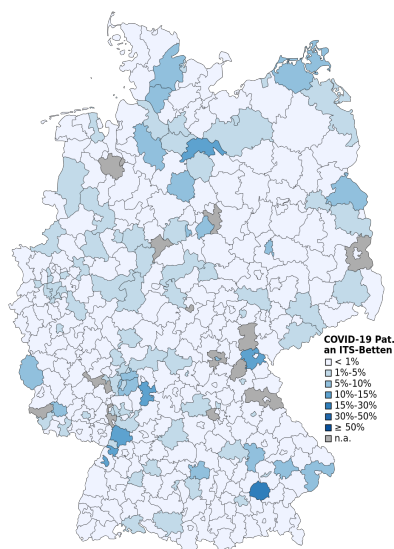 COVID-19 Pat.
an ITS-Betten
< 1%
1%-5%
5%-10%
10%-15%
15%-30%
30%-50%
≥ 50%
n.a.